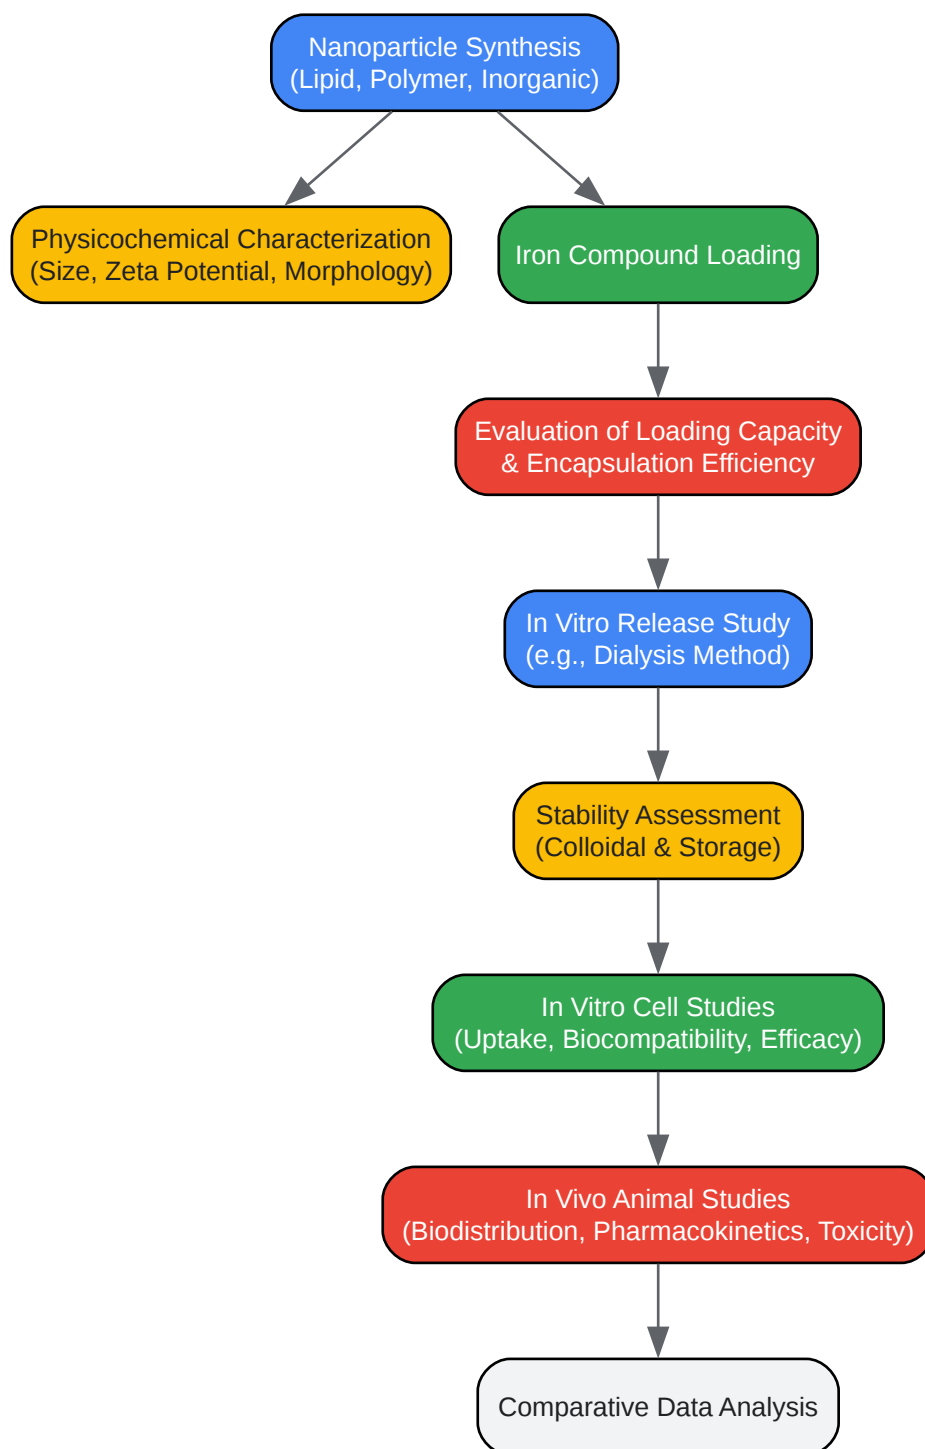 Nanoparticle Synthesis
(Lipid, Polymer, Inorganic)
Physicochemical Characterization
(Size, Zeta Potential, Morphology)
Iron Compound Loading
Evaluation of Loading Capacity
& Encapsulation Efficiency
In Vitro Release Study
(e.g., Dialysis Method)
Stability Assessment
(Colloidal & Storage)
In Vitro Cell Studies
(Uptake, Biocompatibility, Efficacy)
In Vivo Animal Studies
(Biodistribution, Pharmacokinetics, Toxicity)
Comparative Data Analysis